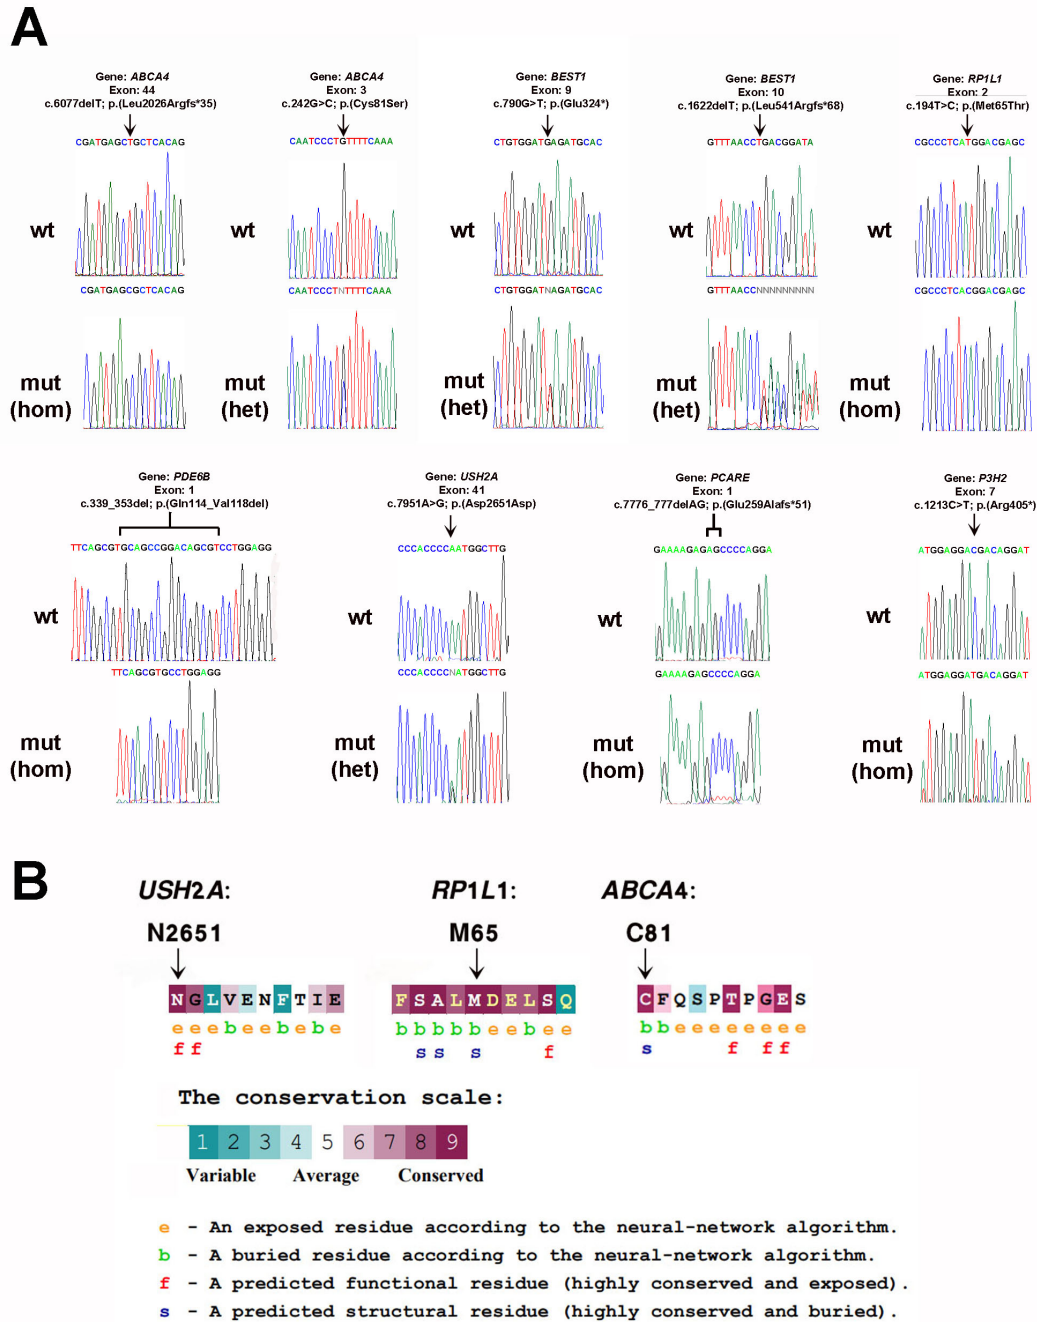 A
Gene: ABCA4
Exon: 44
c.6077delT; p.(Leu2026Argfs*35)
CGATGAGCTGCTCACAG
wt
CGATGAGCGCTCACAG
mut
(hom)
Gene: ABCA4
Exon: 3
c.242G>C; p.(Cys81Ser)
CAATCCCTGTTTTCAAA
wt
CAATCCCTNTTTTCAAA
mut
(het)
Gene: BEST1
Exon: 9
c.790G>T; p.(Glu324*)
CTGTGGATGAGATGCAC
wt
CTGTGGATNAGATGCAC
mut
(het)
Gene: BEST1
Exon: 10
c.1622delT; p.(Leu541Argfs*68)
GTTTAACCTGACGGATA
wt
GTTTAACCNNNNNNNNN
mut
(het)
Gene: RP1L1
Exon: 2
c.194T>C; p.(Met65Thr)
CGCCCTCATGGACGAGC
wt
CGCCCTCACGGACGAGC
mut
(hom)
Gene: PDE6B
Exon: 1
c.339_353del; p.(Gln114_Val118del)
TTCAGCGTGCAGCCGGACAGCGTCCTGGAGG
wt
TTCAGCGTGCCTGGAGG
mut
(hom)
Gene: USH2A
Exon: 41
c.7951A>G; p.(Asp2651Asp)
CCCACCCCAATGGCTTG
wt
CCCACCCCNATGGCTTG
mut
(het)
Gene: PCARE
Exon: 1
c.7776_777delAG; p.(Glu259Alafs*51)
GAAAAGAGAGCCCCAGGA
wt
GAAAAGAGCCCCAGGA
mut
(hom)
Gene: P3H2
Exon: 7
c.1213C>T; p.(Arg405*)
ATGGAGGACGACAGGAT
wt
ATGGAGGATGACAGGAT
mut
(hom)
B
USH2A:
N2651
NGLVENFTIE
eeebeebebe
ff
RP1L1:
M65
FSALMDELSQ
bbbbbeebee
ss s f
ABCA4:
C81
CFQSPTPGES
bbeeeeeeee
s f ff
The conservation scale:
1 2 3 4 5 6 7 8 9
Variable Average Conserved
e - An exposed residue according to the neural-network algorithm.
b - A buried residue according to the neural-network algorithm.
f - A predicted functional residue (highly conserved and exposed).
s - A predicted structural residue (highly conserved and buried).